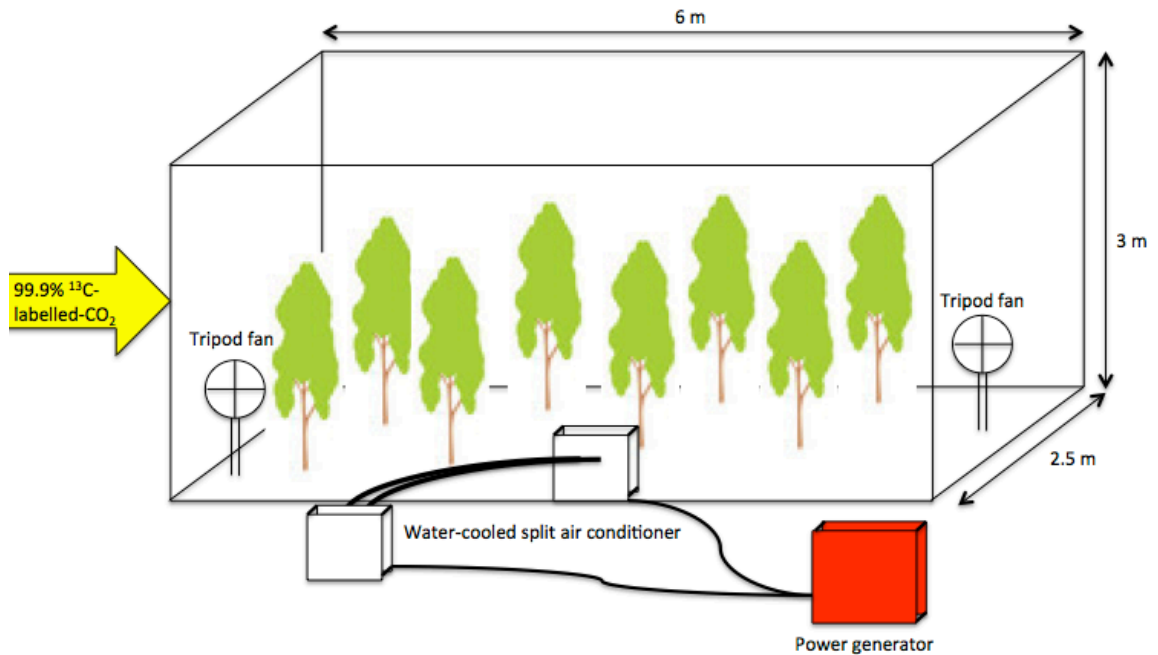 6 m
3 m
99.9% ¹³C-
labelled-CO₂
Tripod fan
Tripod fan
2.5 m
Water-cooled split air conditioner
Power generator